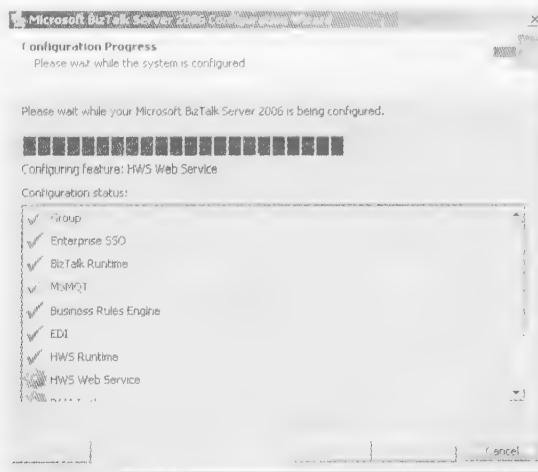 Microsoft BizTalk Server 2006 Configuration Wizard
Configuration Progress
Please wait while the system is configured
Please wait while your Microsoft BizTalk Server 2006 is being configured.
Configuring feature: HWS Web Service
Configuration status:
Group
Enterprise SSO
BizTalk Runtime
MSMQT
Business Rules Engine
EDI
HWS Runtime
HWS Web Service
Cancel